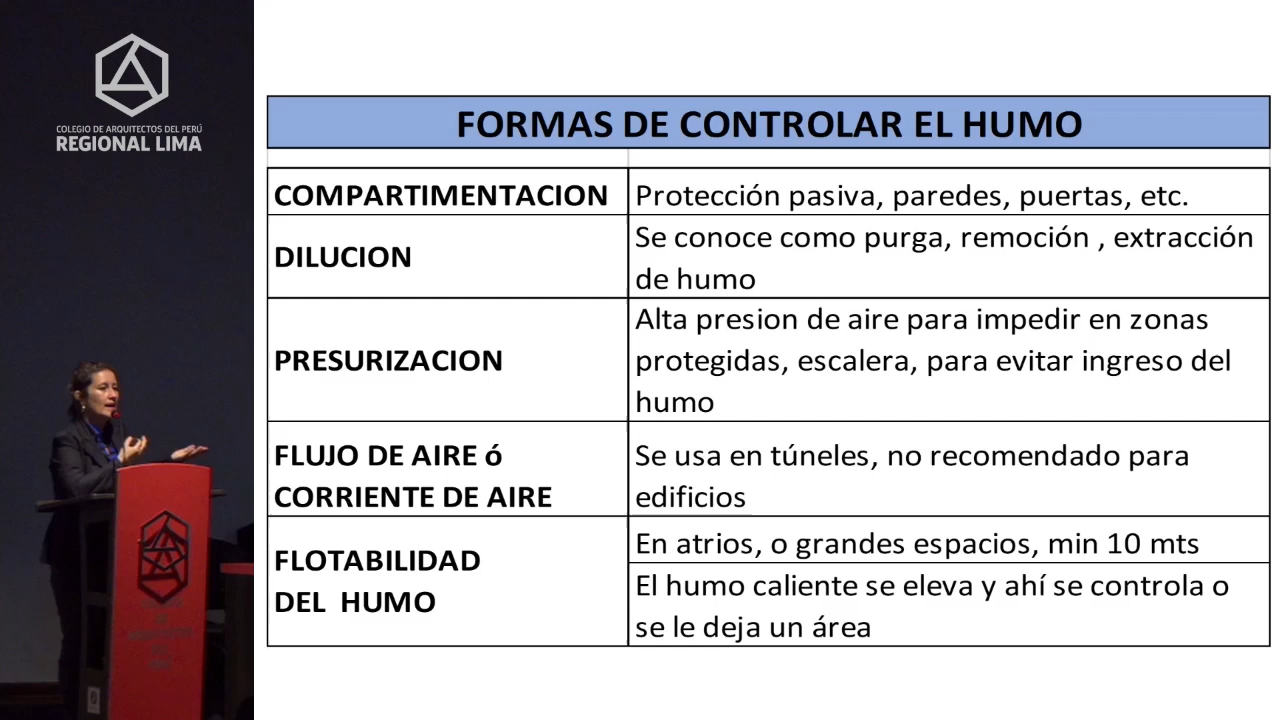 COLEGIO DE ARQUITECTOS DEL PERÚ
REGIONAL LIMA
FORMAS DE CONTROLAR EL HUMO
COMPARTIMENTACION
Protección pasiva, paredes, puertas, etc.
DILUCION
Se conoce como purga, remoción , extracción
de humo
PRESURIZACION
Alta presion de aire para impedir en zonas
protegidas, escalera, para evitar ingreso del
humo
FLUJO DE AIRE ó
CORRIENTE DE AIRE
Se usa en túneles, no recomendado para
edificios
FLOTABILIDAD
DEL HUMO
En atrios, o grandes espacios, min 10 mts
El humo caliente se eleva y ahí se controla o
se le deja un área